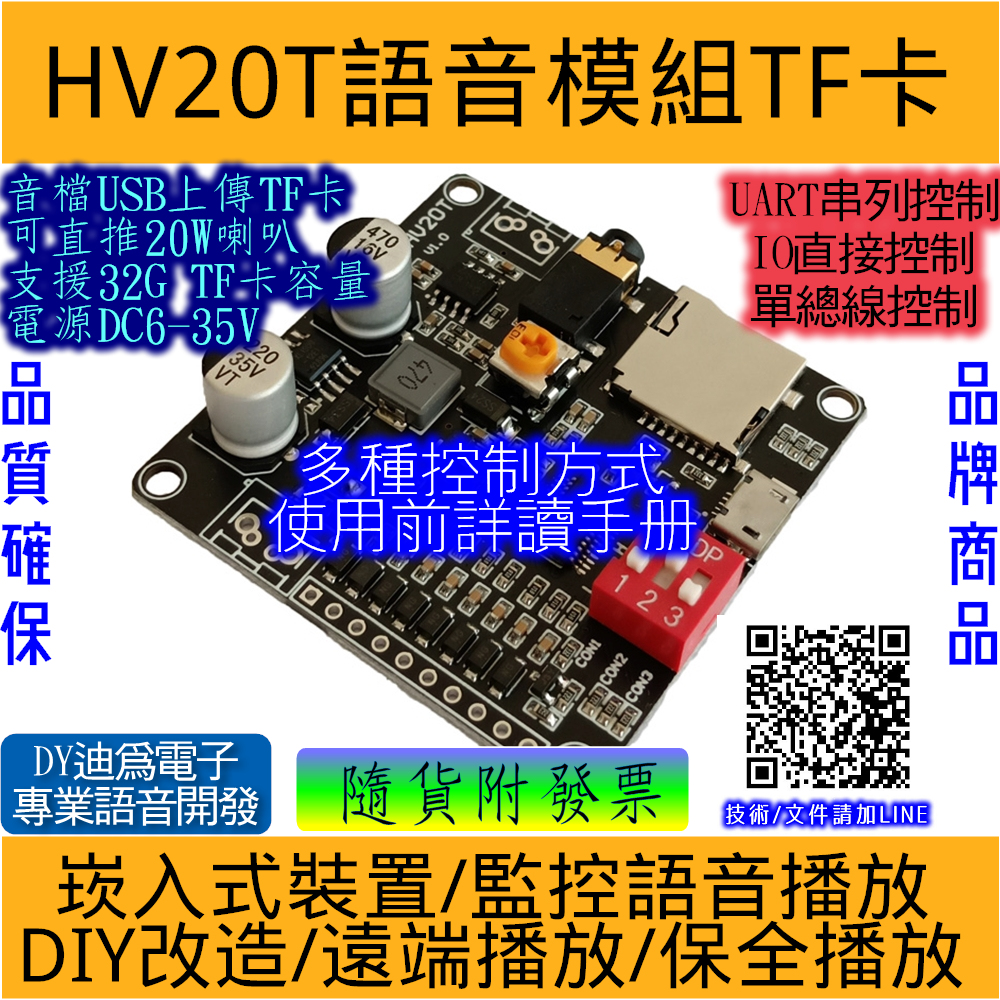 HV20T語音模組TF卡
音檔USB上傳TF卡
可直推20W喇叭
支援32G TF卡容量
電源DC6-35V
UART串列控制
IO直接控制
單總線控制
品質確保
品牌商品
HV20T
V1.0
470
16V
220
35V
VT
470
103
多種控制方式
使用前詳讀手册
OP
1 2 3
CON1
CON2
CON3
DY迪爲電子
專業語音開發
隨貨附發票
技術/文件請加LINE
崁入式裝置/監控語音播放
DIY改造/遠端播放/保全播放